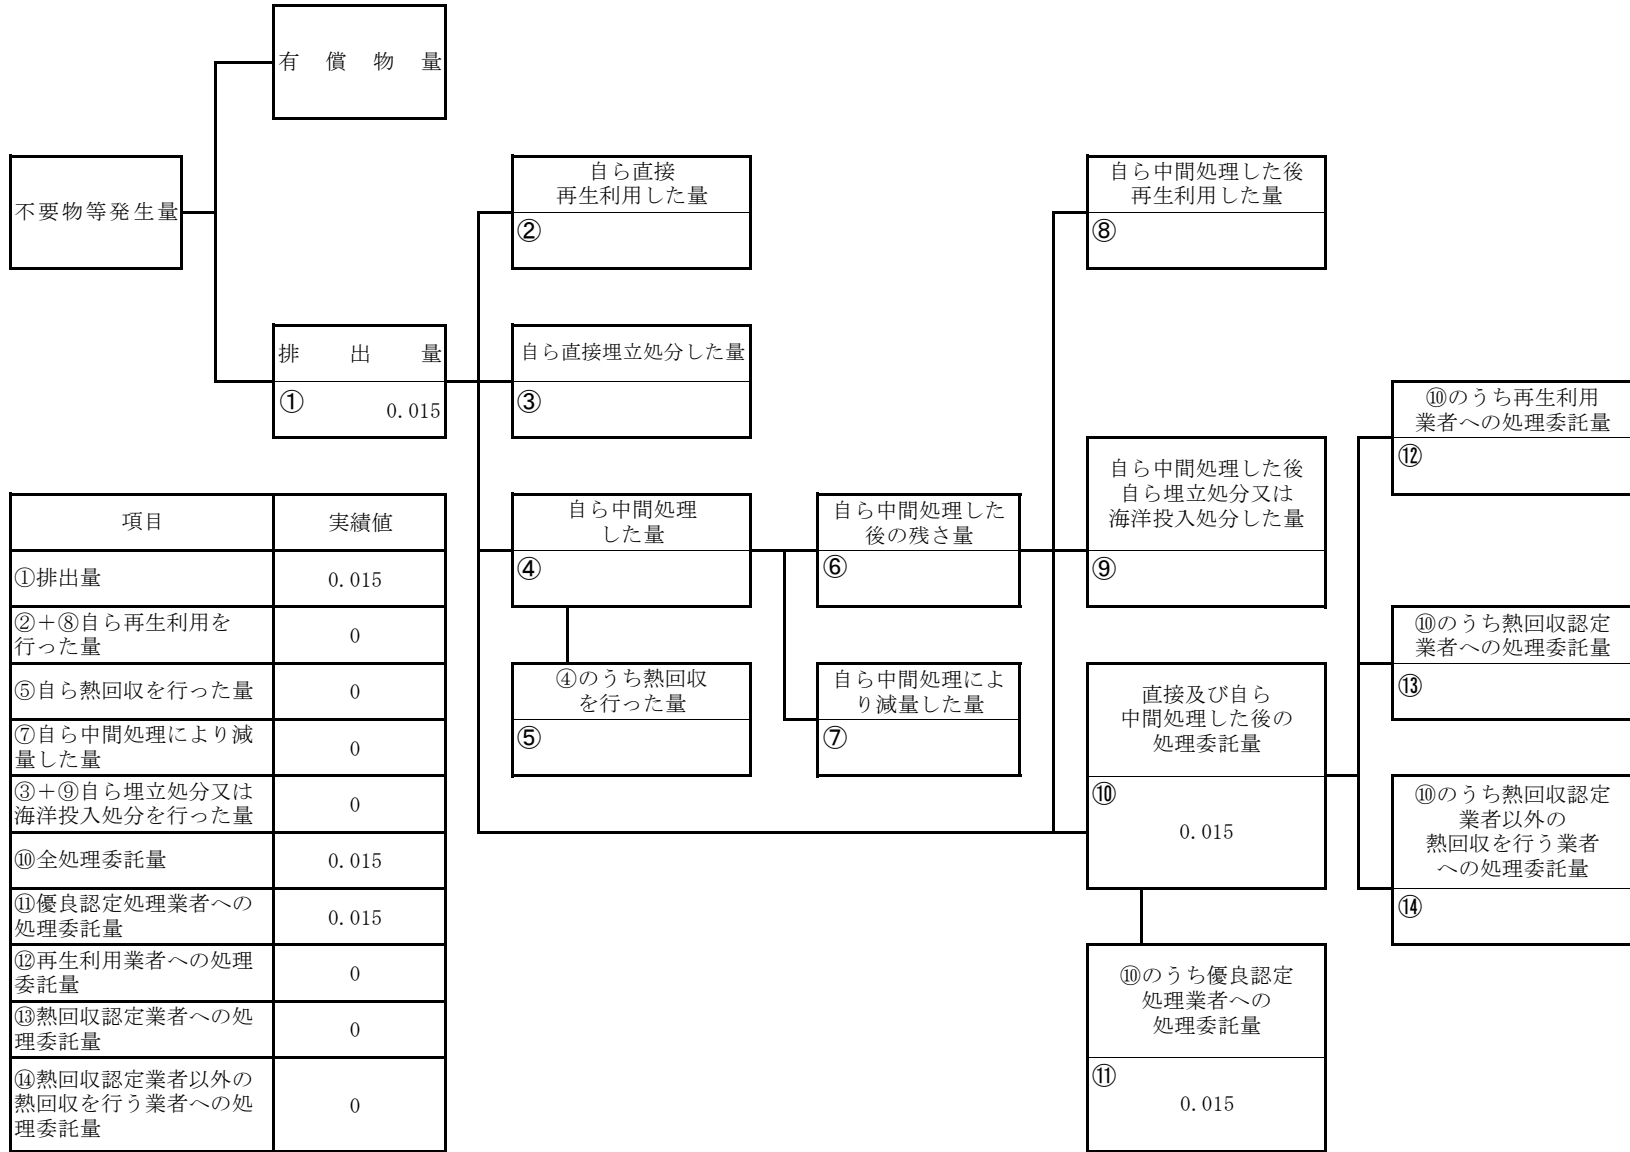 有償物量
不要物等発生量
排出量
①
0.015
自ら直接
再生利用した量
②
自ら直接埋立処分した量
③
自ら中間処理
した量
④
④のうち熱回収
を行った量
⑤
自ら中間処理した
後の残さ量
⑥
自ら中間処理によ
り減量した量
⑦
自ら中間処理した後
再生利用した量
⑧
自ら中間処理した後
自ら埋立処分又は
海洋投入処分した量
⑨
直接及び自ら
中間処理した後の
処理委託量
⑩
0.015
⑩のうち優良認定
処理業者への
処理委託量
⑪
0.015
⑩のうち再生利用
業者への処理委託量
⑫
⑩のうち熱回収認定
業者への処理委託量
⑬
⑩のうち熱回収認定
業者以外の
熱回収を行う業者
への処理委託量
⑭
項目 実績値
①排出量 0.015
②＋⑧自ら再生利用を
行った量 0
⑤自ら熱回収を行った量 0
⑦自ら中間処理により減
量した量 0
③＋⑨自ら埋立処分又は
海洋投入処分を行った量 0
⑩全処理委託量 0.015
⑪優良認定処理業者への
処理委託量 0.015
⑫再生利用業者への処理
委託量 0
⑬熱回収認定業者への処
理委託量 0
⑭熱回収認定業者以外の
熱回収を行う業者への処
理委託量 0